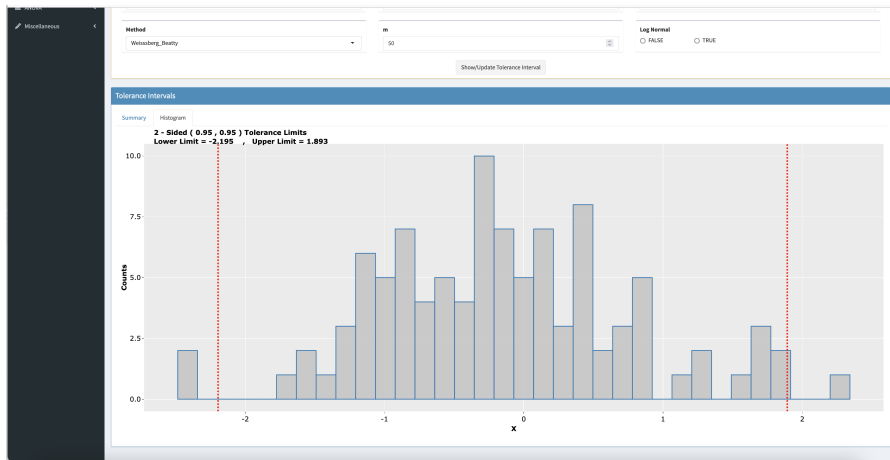 Miscellaneous
Method
m
Log Normal
Weisssberg_Beatty
50
FALSE
TRUE
Show/Update Tolerance Interval
Tolerance Intervals
Summary
Histogram
2 - Sided ( 0.95 , 0.95 ) Tolerance Limits
Lower Limit = -2.195 , Upper Limit = 1.893
10.0
7.5
5.0
2.5
0.0
Counts
-2
-1
0
1
2
X